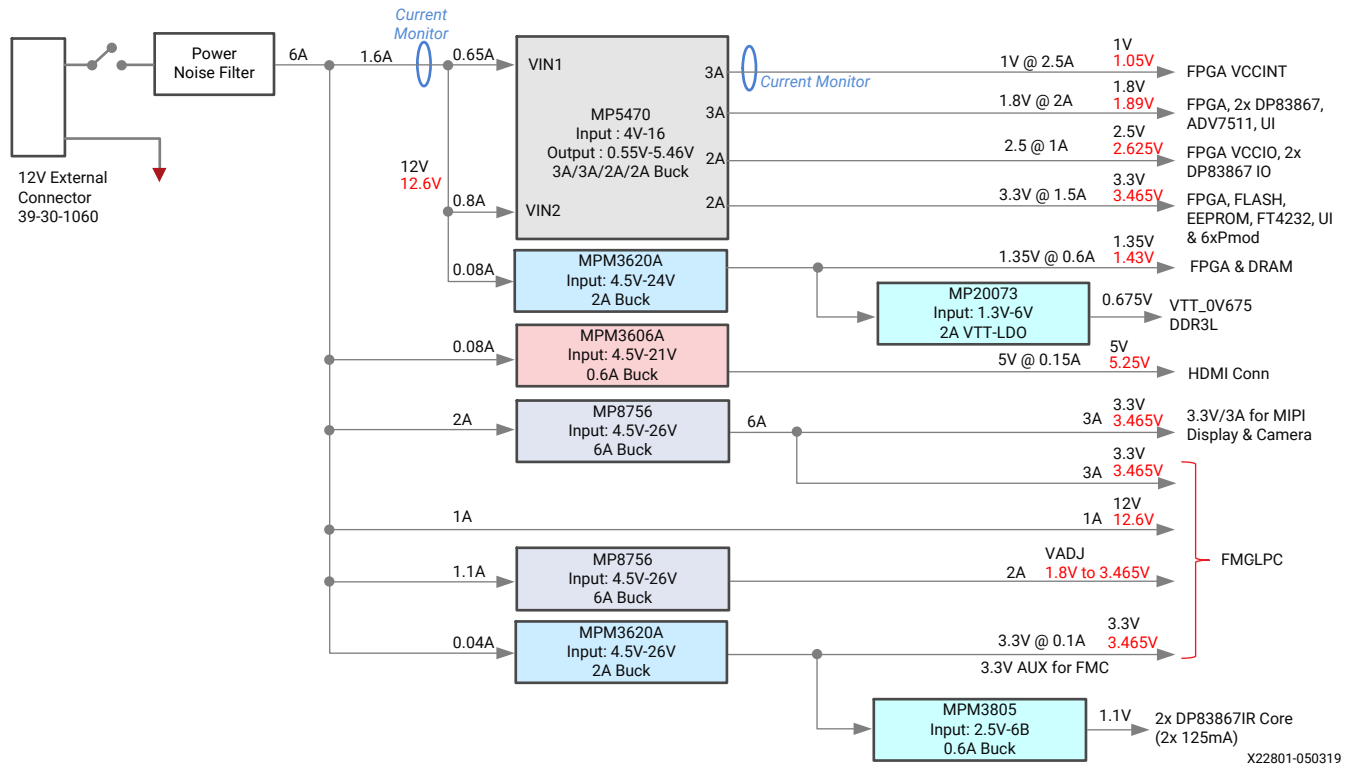 Current
Monitor
Power
Noise Filter
6A
1.6A
0.65A
12V External
Connector
39-30-1060
12V
12.6V
0.8A
0.08A
VIN1
VIN2
MP5470
Input : 4V-16
Output : 0.55V-5.46V
3A/3A/2A/2A Buck
3A
3A
2A
2A
Current Monitor
1V @ 2.5A
1V
1.05V
FPGA VCCINT
1.8V @ 2A
1.8V
1.89V
FPGA, 2x DP83867,
ADV7511, UI
2.5 @ 1A
2.5V
2.625V
FPGA VCCIO, 2x
DP83867 IO
3.3V @ 1.5A
3.3V
3.465V
FPGA, FLASH,
EEPROM, FT4232, UI
& 6xPmod
MPM3620A
Input: 4.5V-24V
2A Buck
1.35V @ 0.6A
1.35V
1.43V
FPGA & DRAM
MP20073
Input: 1.3V-6V
2A VTT-LDO
0.675V
VTT_0V675
DDR3L
0.08A
MPM3606A
Input: 4.5V-21V
0.6A Buck
5V @ 0.15A
5V
5.25V
HDMI Conn
2A
MP8756
Input: 4.5V-26V
6A Buck
6A
3A
3.3V
3.465V
3.3V/3A for MIPI
Display & Camera
3A
3.3V
3.465V
1A
1A
12V
12.6V
FMGLPC
1.1A
MP8756
Input: 4.5V-26V
6A Buck
2A
VADJ
1.8V to 3.465V
0.04A
MPM3620A
Input: 4.5V-26V
2A Buck
3.3V @ 0.1A
3.3V
3.465V
3.3V AUX for FMC
MPM3805
Input: 2.5V-6B
0.6A Buck
1.1V
2x DP83867IR Core
(2x 125mA)
X22801-050319